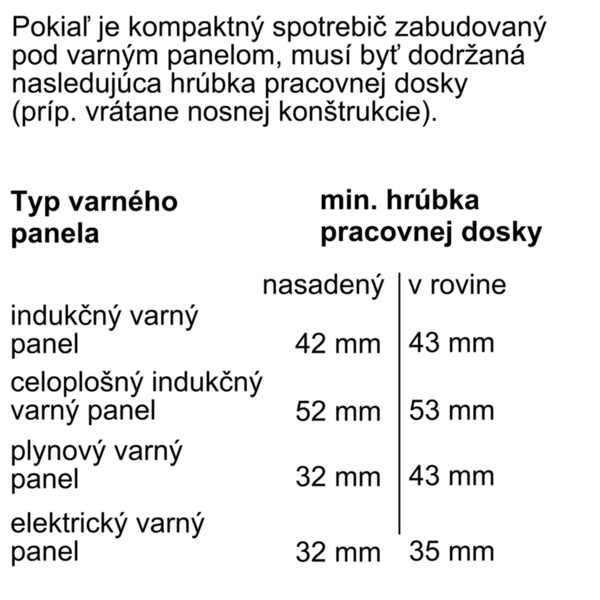 Pokiaľ je kompaktný spotrebič zabudovaný
pod varným panelom, musí byť dodržaná
nasledujúca hrúbka pracovnej dosky
(príp. vrátane nosnej konštrukcie).
Typ varného
panela
min. hrúbka
pracovnej dosky
nasadený v rovine
indukčný varný
panel 42 mm 43 mm
celoplošný indukčný
varný panel 52 mm 53 mm
plynový varný
panel 32 mm 43 mm
elektrický varný
panel 32 mm 35 mm